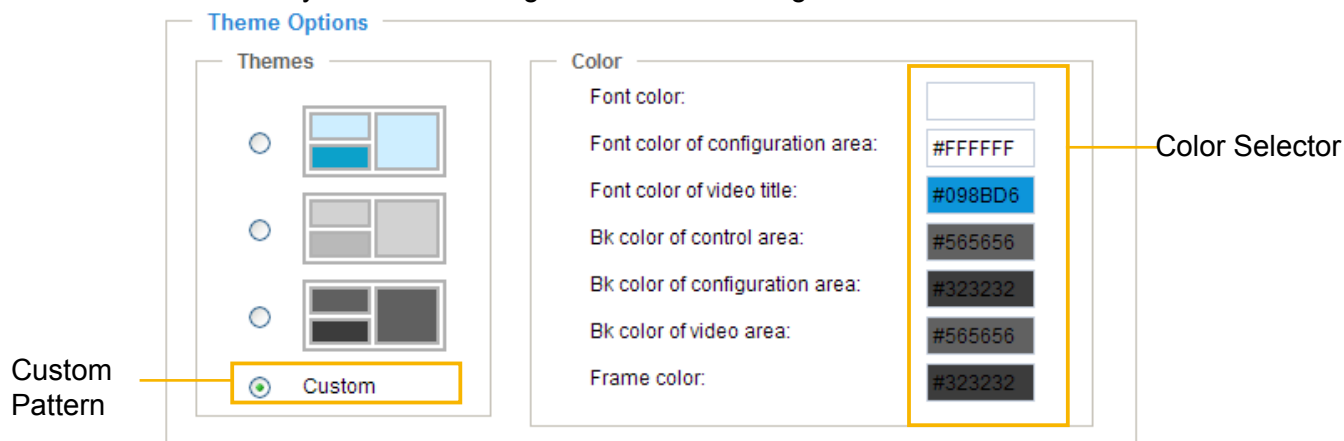 Theme Options
Themes
Color
Font color:
Font color of configuration area:
#FFFFFF
Font color of video title:
#098BD6
Bk color of control area:
#565656
Bk color of configuration area:
#323232
Bk color of video area:
#565656
Frame color:
#323232
Color Selector
Custom
Pattern
Custom